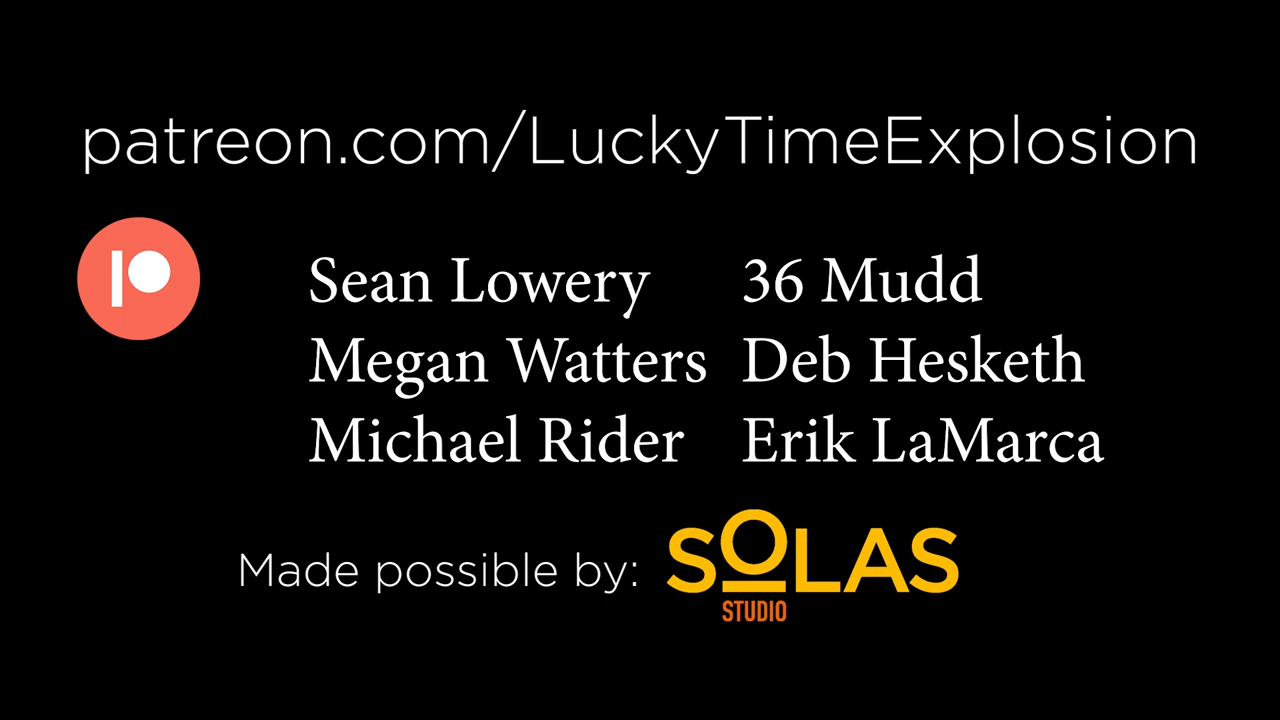 patreon.com/LuckyTimeExplosion
Sean Lowery
Megan Watters
Michael Rider
36 Mudd
Deb Hesketh
Erik LaMarca
Made possible by: SOLAS
STUDIO